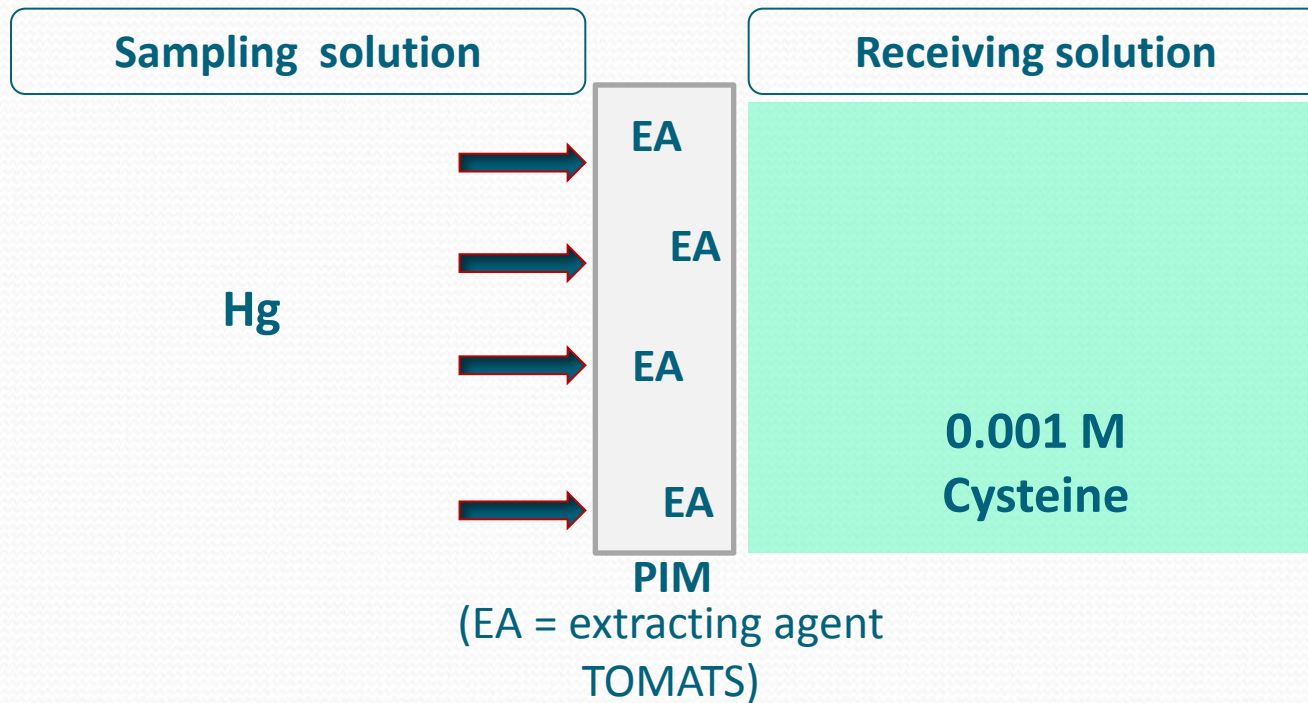 Sampling solution
Receiving solution
EA
EA
Hg
EA
0.001 M
Cysteine
EA
PIM
(EA = extracting agent
TOMATS)